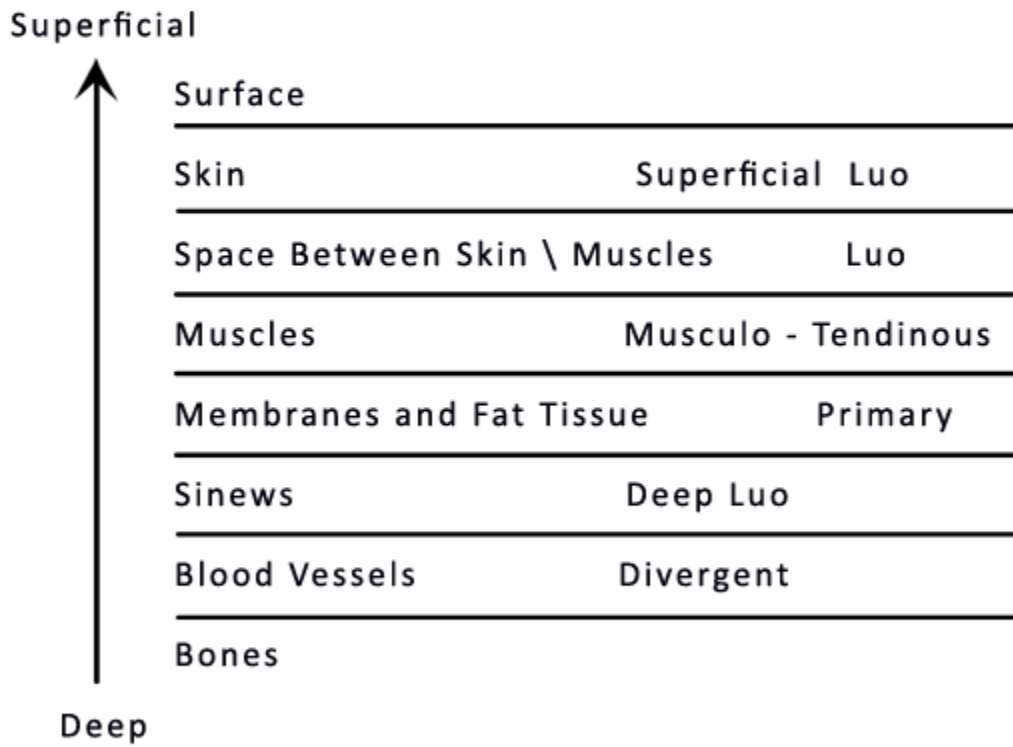 Superficial
Surface
Skin Superficial Luo
Space Between Skin \ Muscles Luo
Muscles Musculo - Tendinous
Membranes and Fat Tissue Primary
Sinews Deep Luo
Blood Vessels Divergent
Bones
Deep